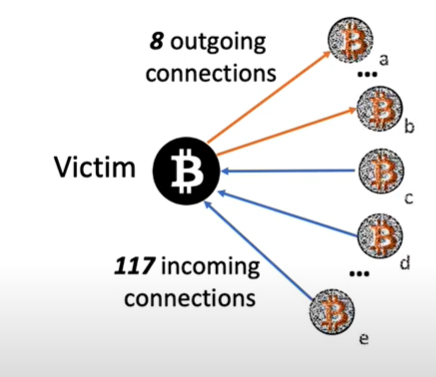 8 outgoing
connections
a
...
b
Victim
c
d
117 incoming
connections
...
e